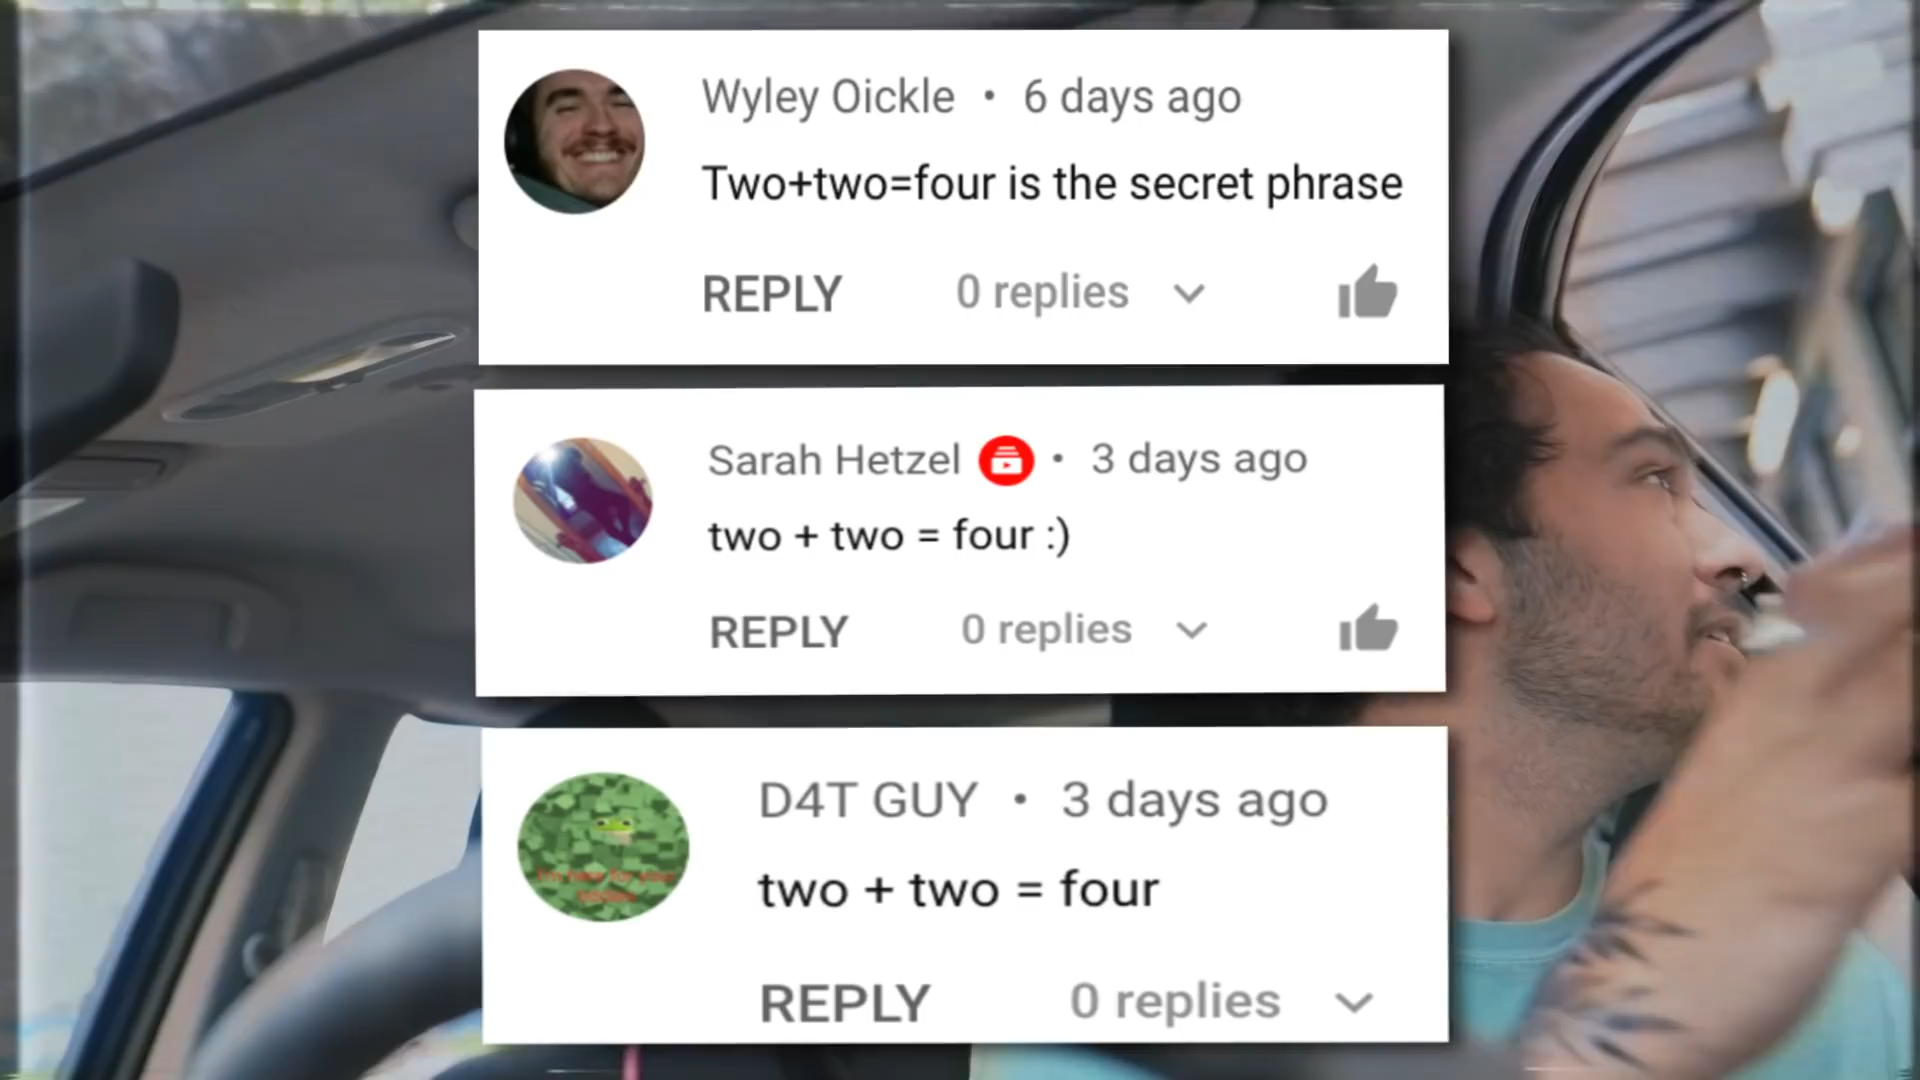 Wyley Oickle • 6 days ago
Two+two=four is the secret phrase
REPLY 0 replies
Sarah Hetzel • 3 days ago
two + two = four :)
REPLY 0 replies
D4T GUY • 3 days ago
two + two = four
REPLY 0 replies